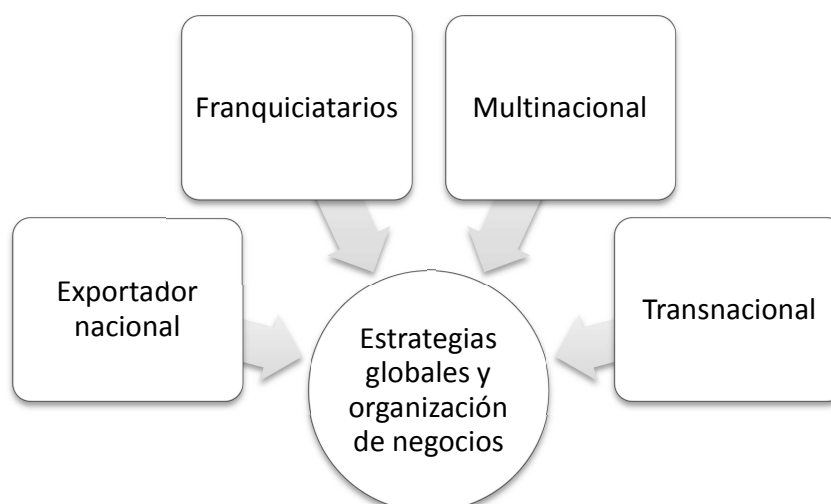 Franquiciatarios
Multinacional
Exportador
nacional
Transnacional
Estrategias
globales y
organización
de negocios